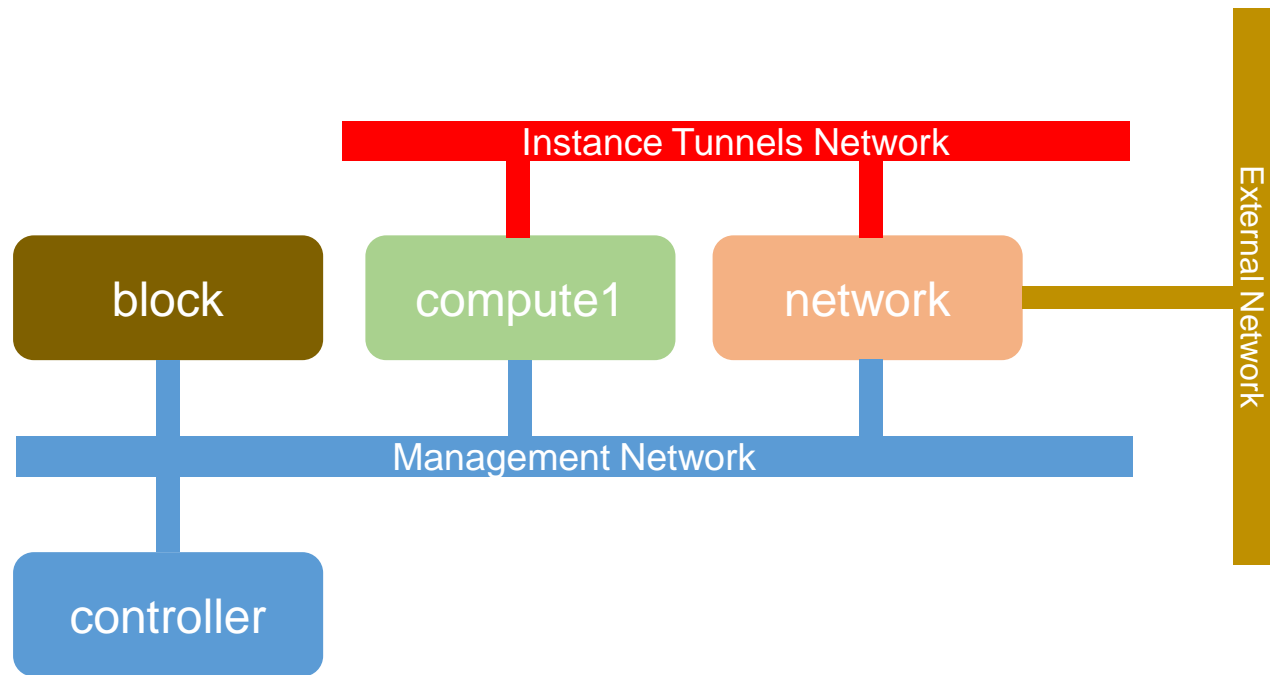 Instance Tunnels Network
External Network
block
compute1
network
Management Network
controller